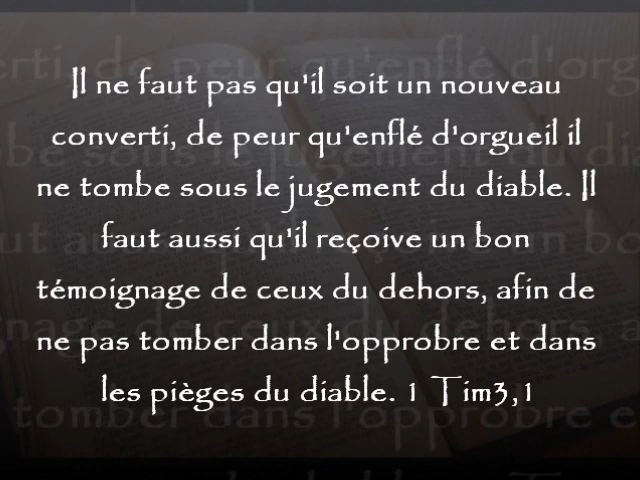 Il ne faut pas qu'il soit un nouveau
converti, de peur qu'enflé d'orgueil il
ne tombe sous le jugement du diable. Il
faut aussi qu'il reçoive un bon
témoignage de ceux du dehors, afin de
ne pas tomber dans l'opprobre et dans
les pièges du diable. 1 Tim3,1